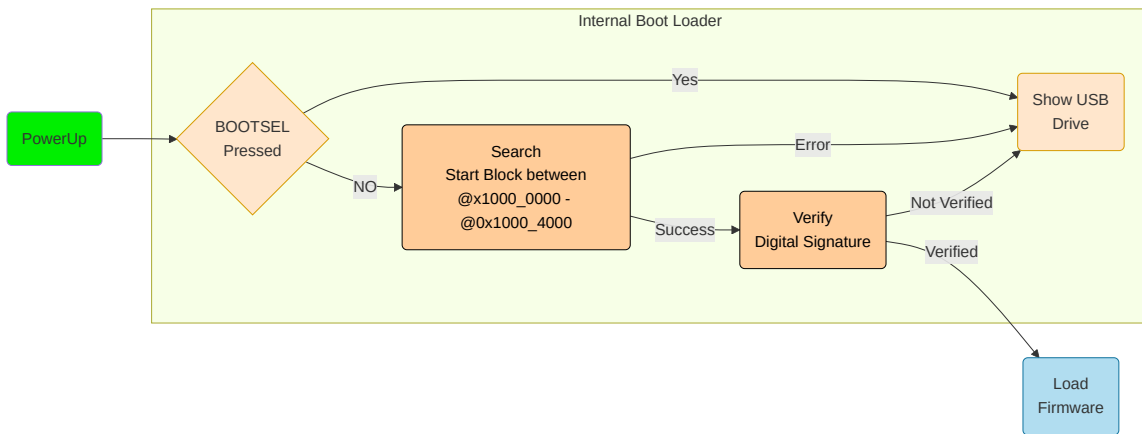 Internal Boot Loader
PowerUp
BOOTSEL
Pressed
Yes
NO
Search
Start Block between
@x1000_0000 -
@0x1000_4000
Error
Success
Verify
Digital Signature
Not Verified
Verified
Show USB
Drive
Load
Firmware